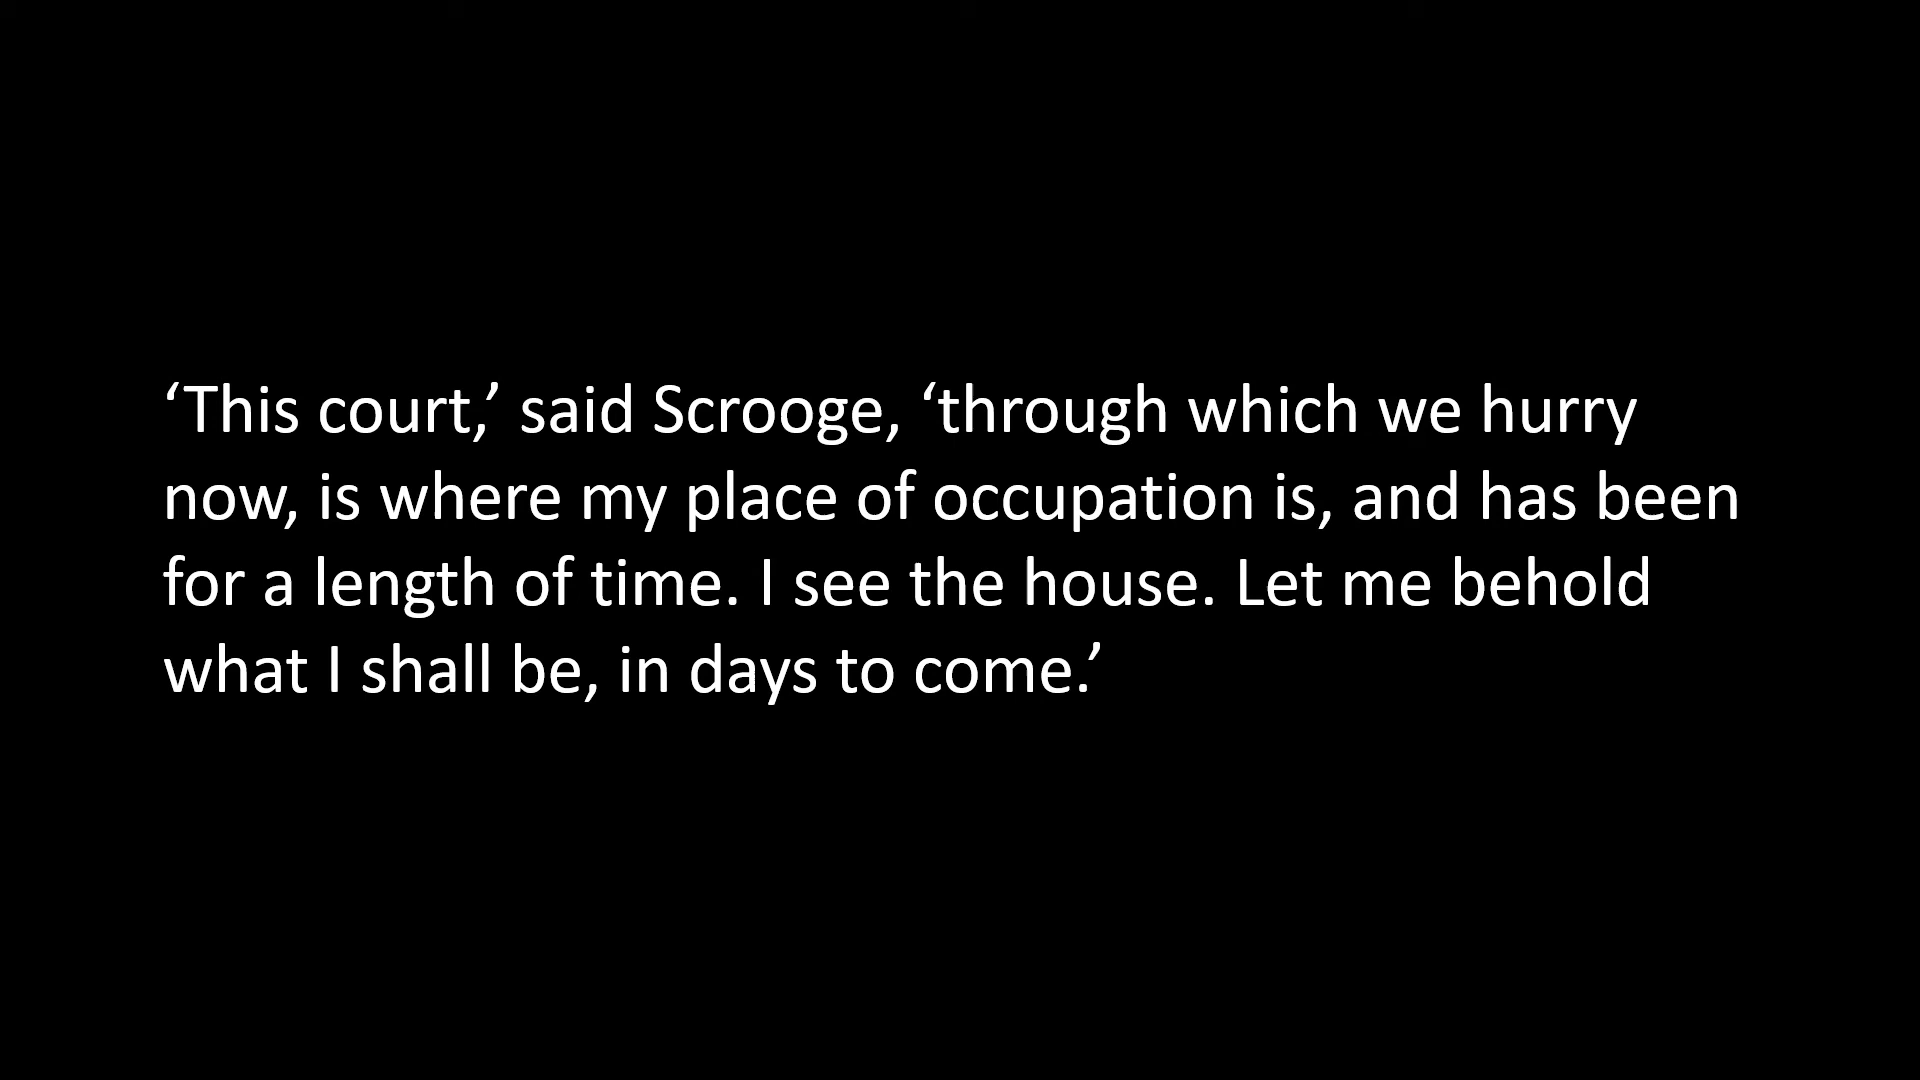 ‘This court,’ said Scrooge, ‘through which we hurry
now, is where my place of occupation is, and has been
for a length of time. I see the house. Let me behold
what I shall be, in days to come.’